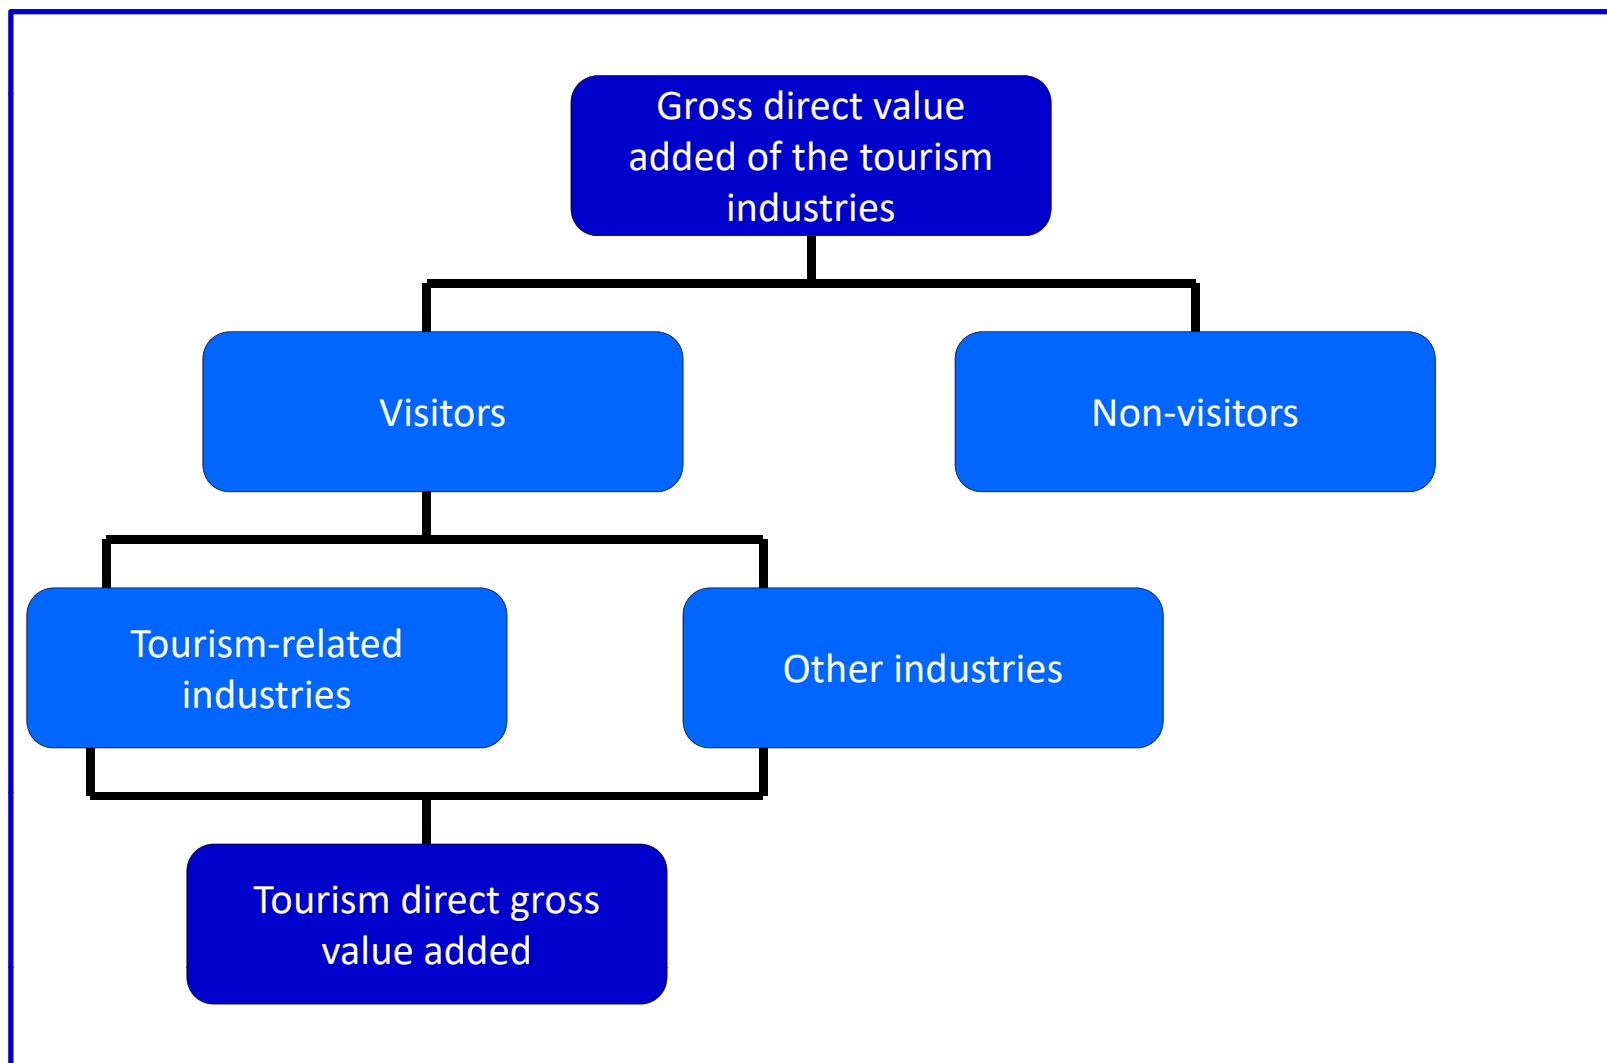 Gross direct value
added of the tourism
industries
Visitors
Non-visitors
Tourism-related
industries
Other industries
Tourism direct gross
value added